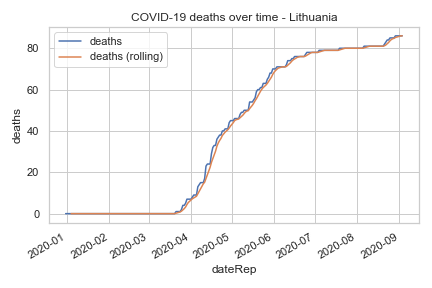 COVID-19 deaths over time - Lithuania
deaths
deaths (rolling)
80
60
40
20
0
deaths
2020-01
2020-02
2020-03
2020-04
2020-05
2020-06
2020-07
2020-08
2020-09
dateRep